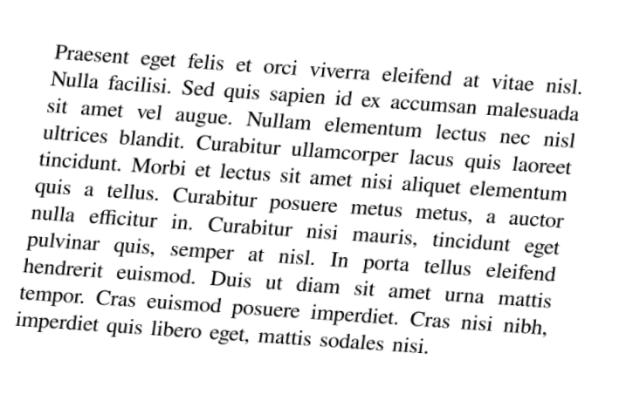 Praesent eget felis et orci viverra eleifend at vitae nisl.
Nulla facilisi. Sed quis sapien id ex accumsan malesuada
sit amet vel augue. Nullam elementum lectus nec nisl
ultrices blandit. Curabitur ullamcorper lacus quis laoreet
tincidunt. Morbi et lectus sit amet nisi aliquet elementum
quis a tellus. Curabitur posuere metus metus, a auctor
nulla efficitur in. Curabitur nisi mauris, tincidunt eget
pulvinar quis, semper at nisl. In porta tellus eleifend
hendrerit euismod. Duis ut diam sit amet urna mattis
tempor. Cras euismod posuere imperdiet. Cras nisi nibh,
imperdiet quis libero eget, mattis sodales nisi.